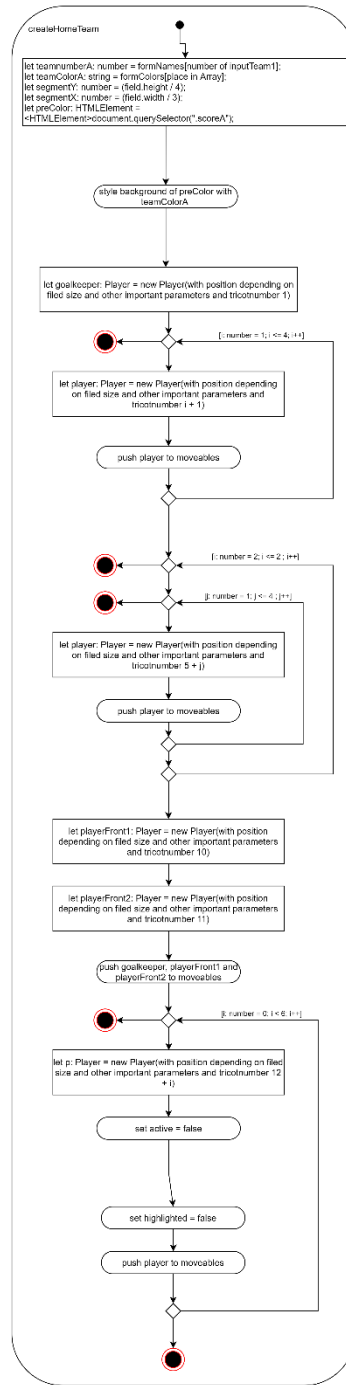 createHomeTeam
let teamnumberA: number = formNames[number of inputTeam1];
let teamColorA: string = formColors[place in Array];
let segmentY: number = (field.height / 4);
let segmentX: number = (field.width / 3);
let preColor: HTMLElement =
<HTMLElement>document.querySelector(".scoreA");
style background of preColor with
teamColorA
let goalkeeper: Player = new Player(with position depending on
filed size and other important parameters and tricotnumber 1)
[i: number = 1; i <= 4; i++]
let player: Player = new Player(with position depending
on filed size and other important parameters and
tricotnumber i + 1)
push player to moveables
[i: number = 2; i <= 2 ; i++]
[j: number = 1; j <= 4 ; j++]
let player: Player = new Player(with position depending
on filed size and other important parameters and
tricotnumber 5 + j)
push player to moveables
let playerFront1: Player = new Player(with position
depending on filed size and other important parameters
and tricotnumber 10)
let playerFront2: Player = new Player(with position
depending on filed size and other important parameters
and tricotnumber 11)
push goalkeeper, playerFront1 and
playerFront2 to moveables
[i: number = 0; i < 6; i++]
let p: Player = new Player(with position depending on filed
size and other important parameters and tricotnumber 12
+ i)
set active = false
set highlighted = false
push player to moveables